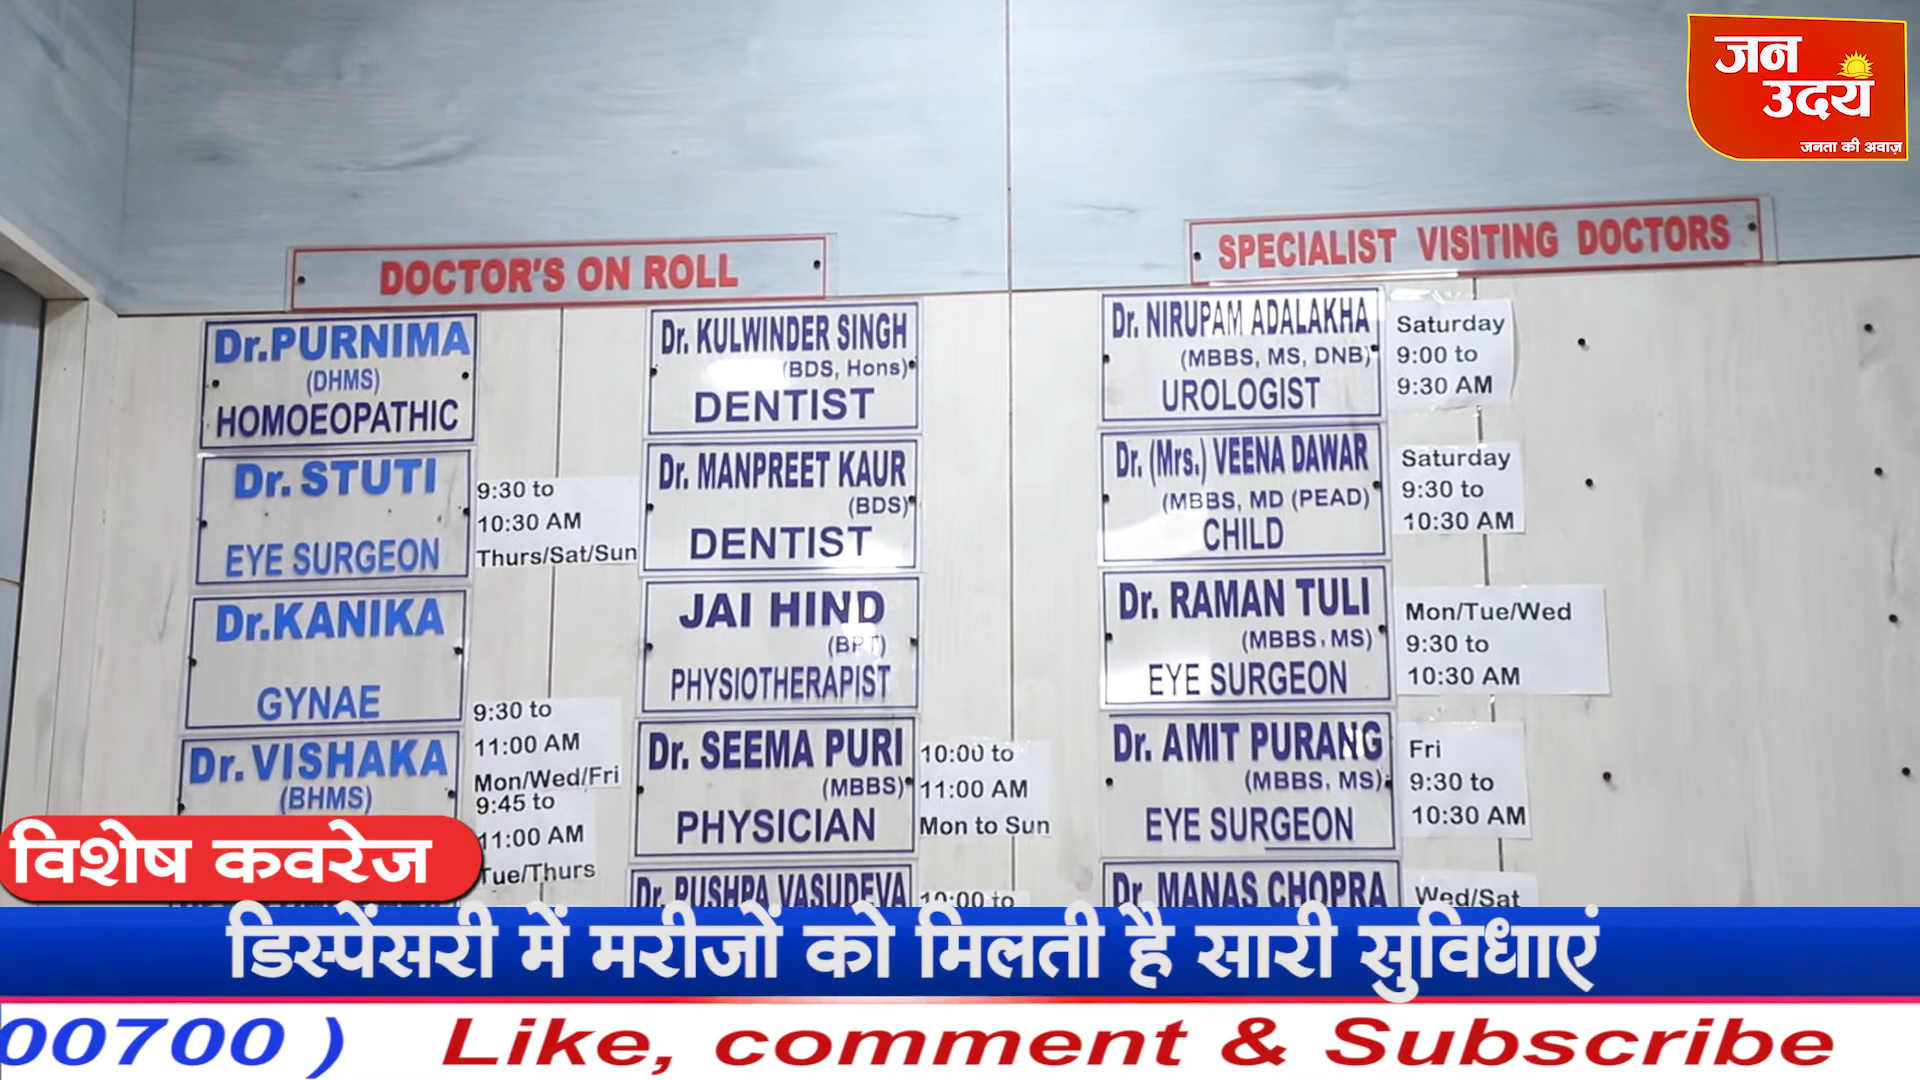 जन
उदय
जनता की अवाज़
DOCTOR'S ON ROLL
Dr.PURNIMA
(DHMS)
HOMOEOPATHIC
Dr. STUTI
EYE SURGEON
9:30 to
10:30 AM
Thurs/Sat/Sun
Dr.KANIKA
GYNAE
9:30 to
11:00 AM
Mon/Wed/Fri
Dr.VISHAKA
(BHMS)
9:45 to
11:00 AM
Tue/Thurs
Dr. KULWINDER SINGH
(BDS, Hons)
DENTIST
Dr. MANPREET KAUR
(BDS)
DENTIST
JAI HIND
(BPT)
PHYSIOTHERAPIST
Dr. SEEMA PURI
(MBBS)
PHYSICIAN
10:00 to
11:00 AM
Mon to Sun
Dr. PUSHPA VASUDEVA
10:00 to
SPECIALIST VISITING DOCTORS
Dr. NIRUPAM ADALAKHA
(MBBS, MS, DNB)
UROLOGIST
Saturday
9:00 to
9:30 AM
Dr. (Mrs.) VEENA DAWAR
(MBBS, MD (PEAD)
CHILD
Saturday
9:30 to
10:30 AM
Dr. RAMAN TULI
(MBBS, MS)
EYE SURGEON
Mon/Tue/Wed
9:30 to
10:30 AM
Dr. AMIT PURANG
(MBBS, MS)
EYE SURGEON
Fri
9:30 to
10:30 AM
Dr. MANAS CHOPRA
Wed/Sat
विशेष कवरेज
डिस्पेंसरी में मरीजों को मिलती है सारी सुविधाएं
00700 ) Like, comment & Subscribe